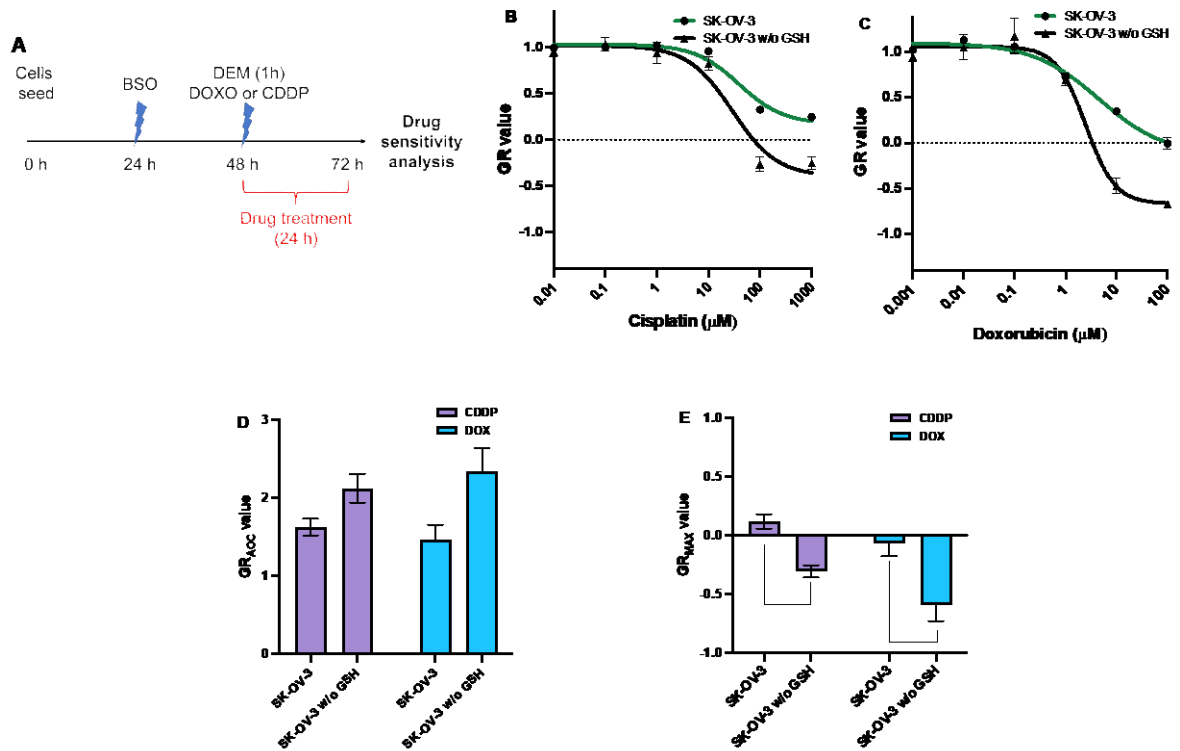 A
Cells
seed
BSO
DEM (1h)
DOXO or CDDP
Drug
sensitivity
analysis
0 h
24 h
48 h
72 h
Drug treatment
(24 h)
B
SK-OV-3
SK-OV-3 w/o GSH
GR value
1.0
0.5
0.0
-0.5
-1.0
0.01
0.1
1
10
100
1000
Cisplatin (μM)
C
SK-OV-3
SK-OV-3 w/o GSH
GR value
1.0
0.5
0.0
-0.5
-1.0
0.001
0.01
0.1
1
10
100
Doxorubicin (μM)
D
CDDP
DOX
GRAOC value
3
2
1
0
SK-OV-3
SK-OV-3 w/o GSH
SK-OV-3
SK-OV-3 w/o GSH
E
CDDP
DOX
GRMAX value
1.0
0.5
0.0
-0.5
-1.0
SK-OV-3
SK-OV-3 w/o GSH
SK-OV-3
SK-OV-3 w/o GSH